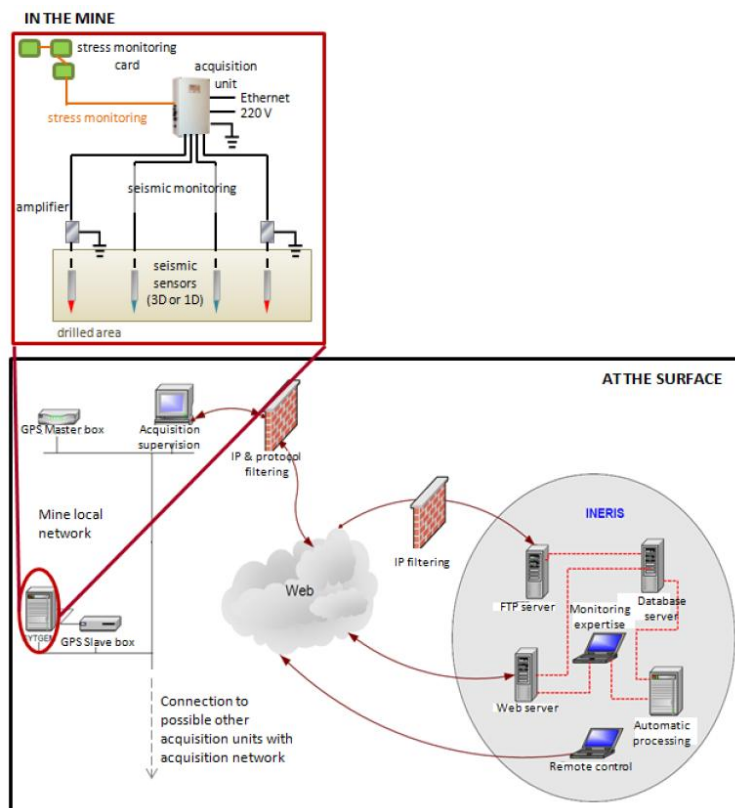 IN THE MINE
stress monitoring
card
acquisition
unit
Ethernet
220 V
stress monitoring
seismic monitoring
amplifier
seismic
sensors
(3D or 1D)
drilled area
AT THE SURFACE
GPS Master box
Acquisition
supervision
IP & protocol
filtering
Mine local
network
INERIS
IP filtering
Web
FTP server
Database
server
Monitoring
expertise
GPS Slave box
Web server
Automatic
processing
Connection to
possible other
acquisition units with
acquisition network
Remote control